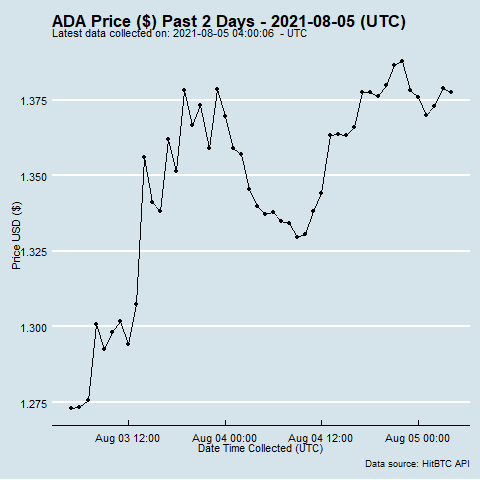 ADA Price ($) Past 2 Days - 2021-08-05 (UTC)
Latest data collected on: 2021-08-05 04:00:06  - UTC
Price USD ($)
1.375
1.350
1.325
1.300
1.275
Aug 03 12:00
Aug 04 00:00
Aug 04 12:00
Aug 05 00:00
Date Time Collected (UTC)
Data source: HitBTC API